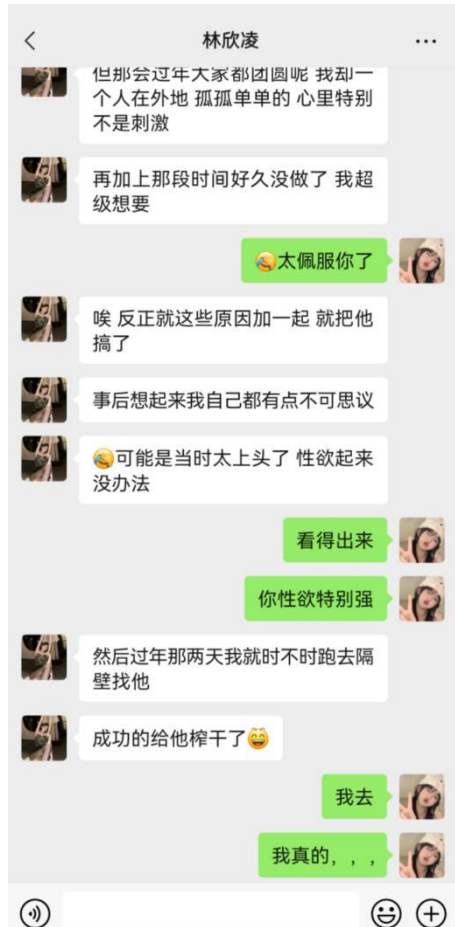 林欣凌
但那会过年大家都团圆呢 我却一
个人在外地 孤孤单单的 心里特别
不是刺激
再加上那段时间好久没做了 我超
级想要
🤣太佩服你了
唉 反正就这些原因加一起 就把他
搞了
事后想起来我自己都有点不可思议
🤣可能是当时太上头了 性欲起来
没办法
看得出来
你性欲特别强
然后过年那两天我就时不时跑去隔
壁找他
成功的给他榨干了😆
我去
我真的，，，